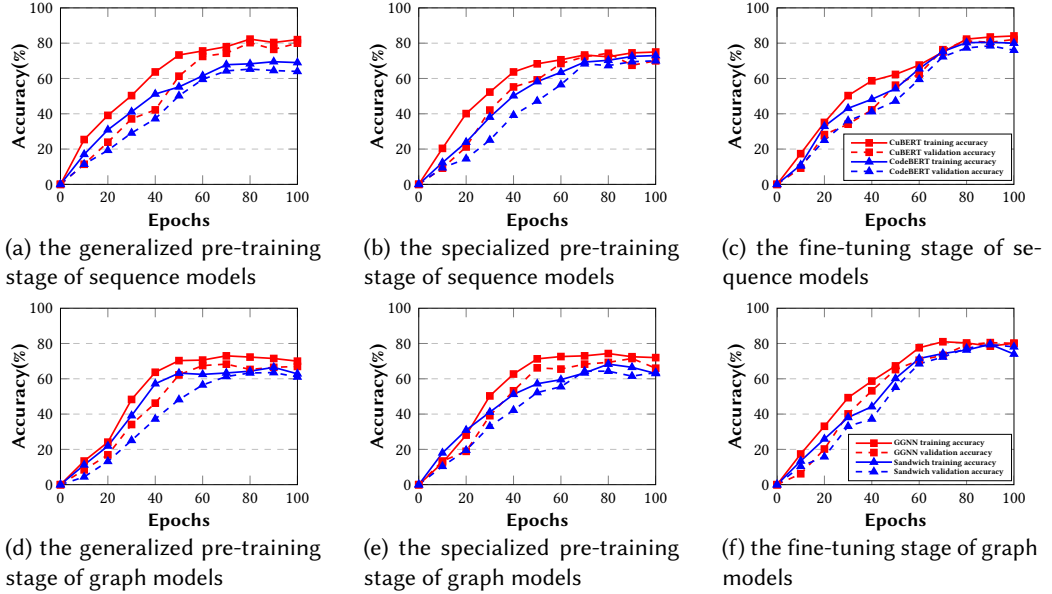 100
80
60
40
20
0
Accuracy(%)
0 20 40 60 80 100
Epochs
(a) the generalized pre-training
stage of sequence models
100
80
60
40
20
0
Accuracy(%)
0 20 40 60 80 100
Epochs
(b) the specialized pre-training
stage of sequence models
100
80
60
40
20
0
Accuracy(%)
CuBERT training accuracy
CuBERT validation accuracy
CodeBERT training accuracy
CodeBERT validation accuracy
0 20 40 60 80 100
Epochs
(c) the fine-tuning stage of se-
quence models
100
80
60
40
20
0
Accuracy(%)
0 20 40 60 80 100
Epochs
(d) the generalized pre-training
stage of graph models
100
80
60
40
20
0
Accuracy(%)
0 20 40 60 80 100
Epochs
(e) the specialized pre-training
stage of graph models
100
80
60
40
20
0
Accuracy(%)
GGNN training accuracy
GGNN validation accuracy
Sandwich training accuracy
Sandwich validation accuracy
0 20 40 60 80 100
Epochs
(f) the fine-tuning stage of graph
models